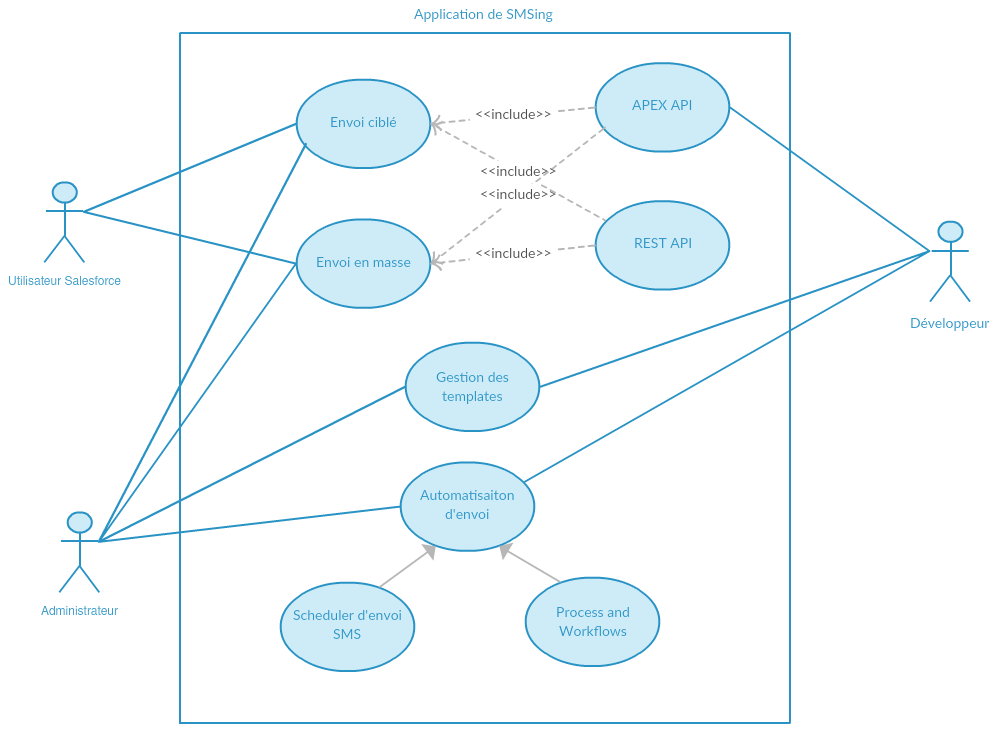 Application de SMSing
Envoi ciblé
<<include>>
APEX API
<<include>>
<<include>>
Envoi en masse
<<include>>
REST API
Utilisateur Salesforce
Développeur
Gestion des
templates
Automatisaiton
d'envoi
Administrateur
Scheduler d'envoi
SMS
Process and
Workflows